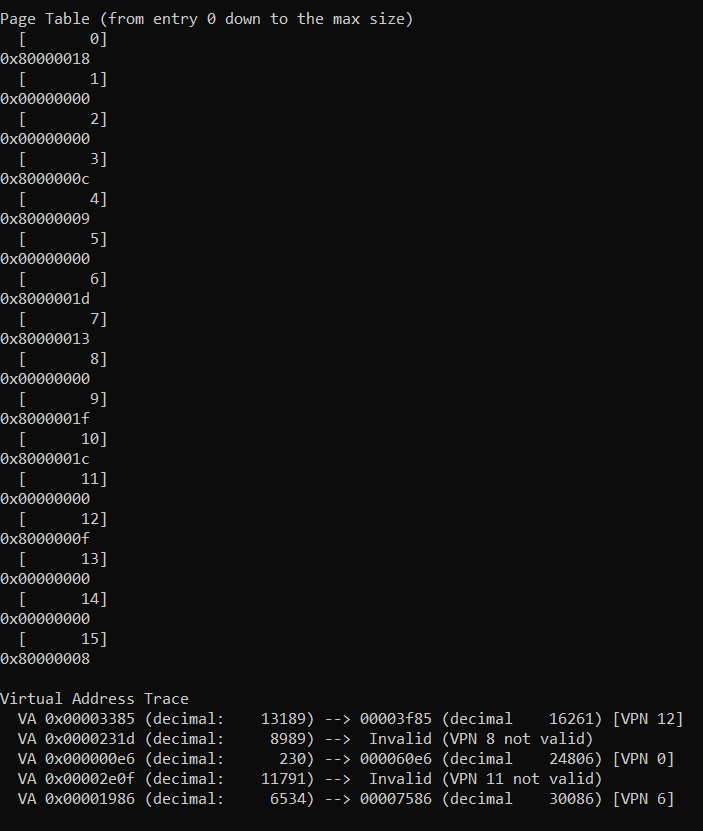 Page Table (from entry 0 down to the max size)
  [       0]
0x80000018
  [       1]
0x00000000
  [       2]
0x00000000
  [       3]
0x8000000c
  [       4]
0x80000009
  [       5]
0x00000000
  [       6]
0x8000001d
  [       7]
0x80000013
  [       8]
0x00000000
  [       9]
0x8000001f
  [      10]
0x8000001c
  [      11]
0x00000000
  [      12]
0x8000000f
  [      13]
0x00000000
  [      14]
0x00000000
  [      15]
0x80000008

Virtual Address Trace
  VA 0x00003385 (decimal:    13189) --> 00003f85 (decimal    16261) [VPN 12]
  VA 0x0000231d (decimal:     8989) -->  Invalid (VPN 8 not valid)
  VA 0x000000e6 (decimal:      230) --> 000060e6 (decimal    24806) [VPN 0]
  VA 0x00002e0f (decimal:    11791) -->  Invalid (VPN 11 not valid)
  VA 0x00001986 (decimal:     6534) --> 00007586 (decimal    30086) [VPN 6]